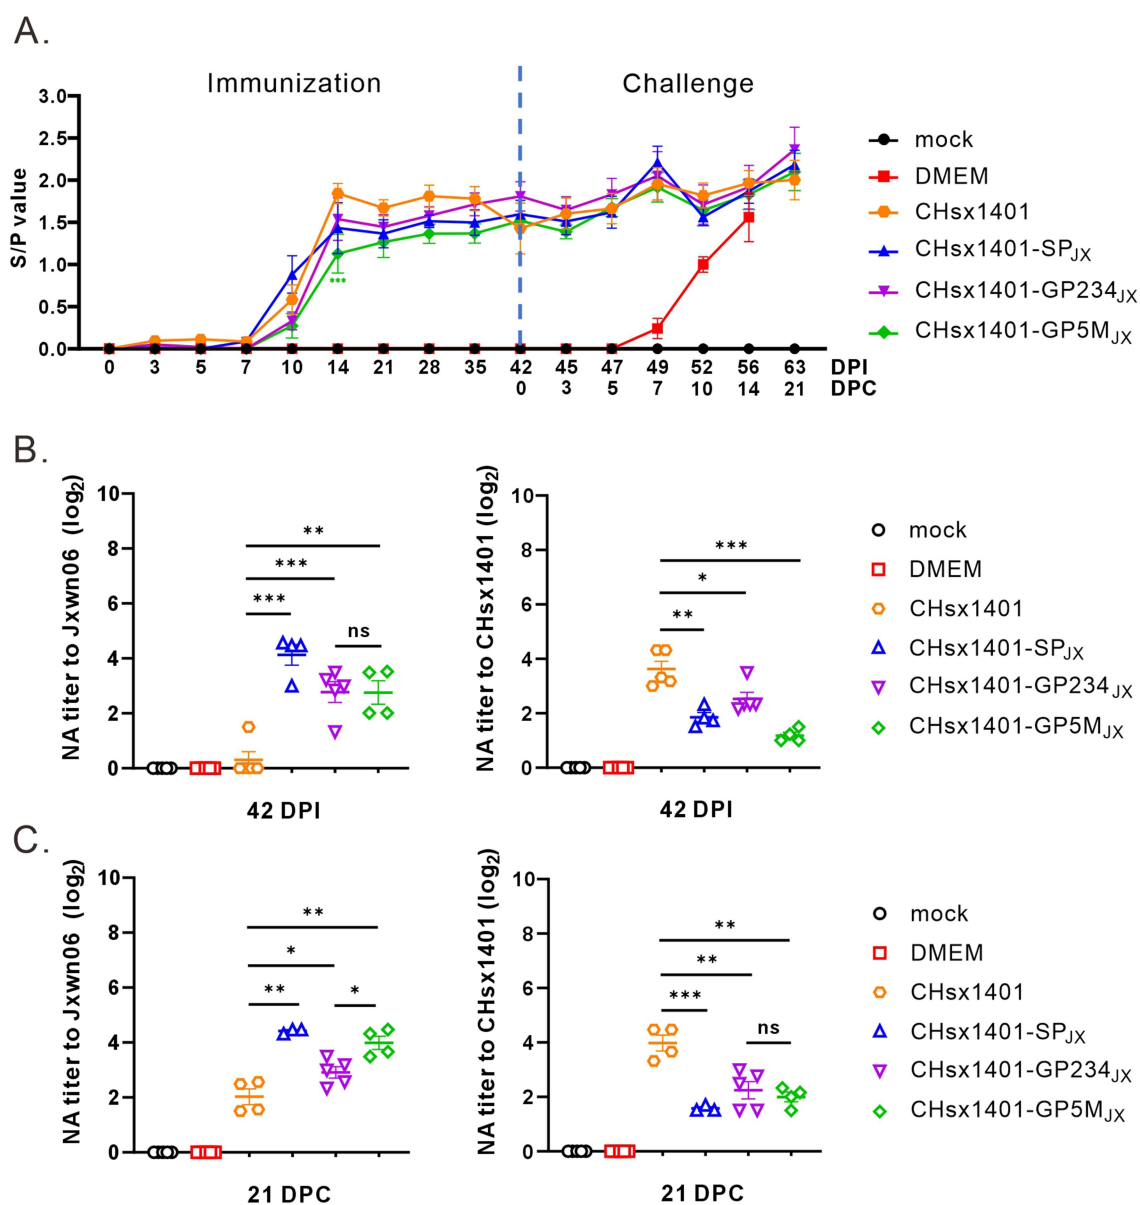 A.
Immunization Challenge
S/P value
3.0
2.5
2.0
1.5
1.0
0.5
0.0
***
0 3 5 7 10 14 21 28 35 42 45 47 49 52 56 63 DPI
0 3 5 7 10 14 21 DPC
mock
DMEM
CHsx1401
CHsx1401-SPJX
CHsx1401-GP234JX
CHsx1401-GP5MJX
B.
NA titer to Jxwn06 (log2)
10
8
6
4
2
0
**
***
***
ns
42 DPI
NA titer to CHsx1401 (log2)
10
8
6
4
2
0
***
*
**
42 DPI
mock
DMEM
CHsx1401
CHsx1401-SPJX
CHsx1401-GP234JX
CHsx1401-GP5MJX
C.
NA titer to Jxwn06 (log2)
10
8
6
4
2
0
**
*
**
*
21 DPC
NA titer to CHsx1401 (log2)
10
8
6
4
2
0
**
**
***
ns
21 DPC
mock
DMEM
CHsx1401
CHsx1401-SPJX
CHsx1401-GP234JX
CHsx1401-GP5MJX